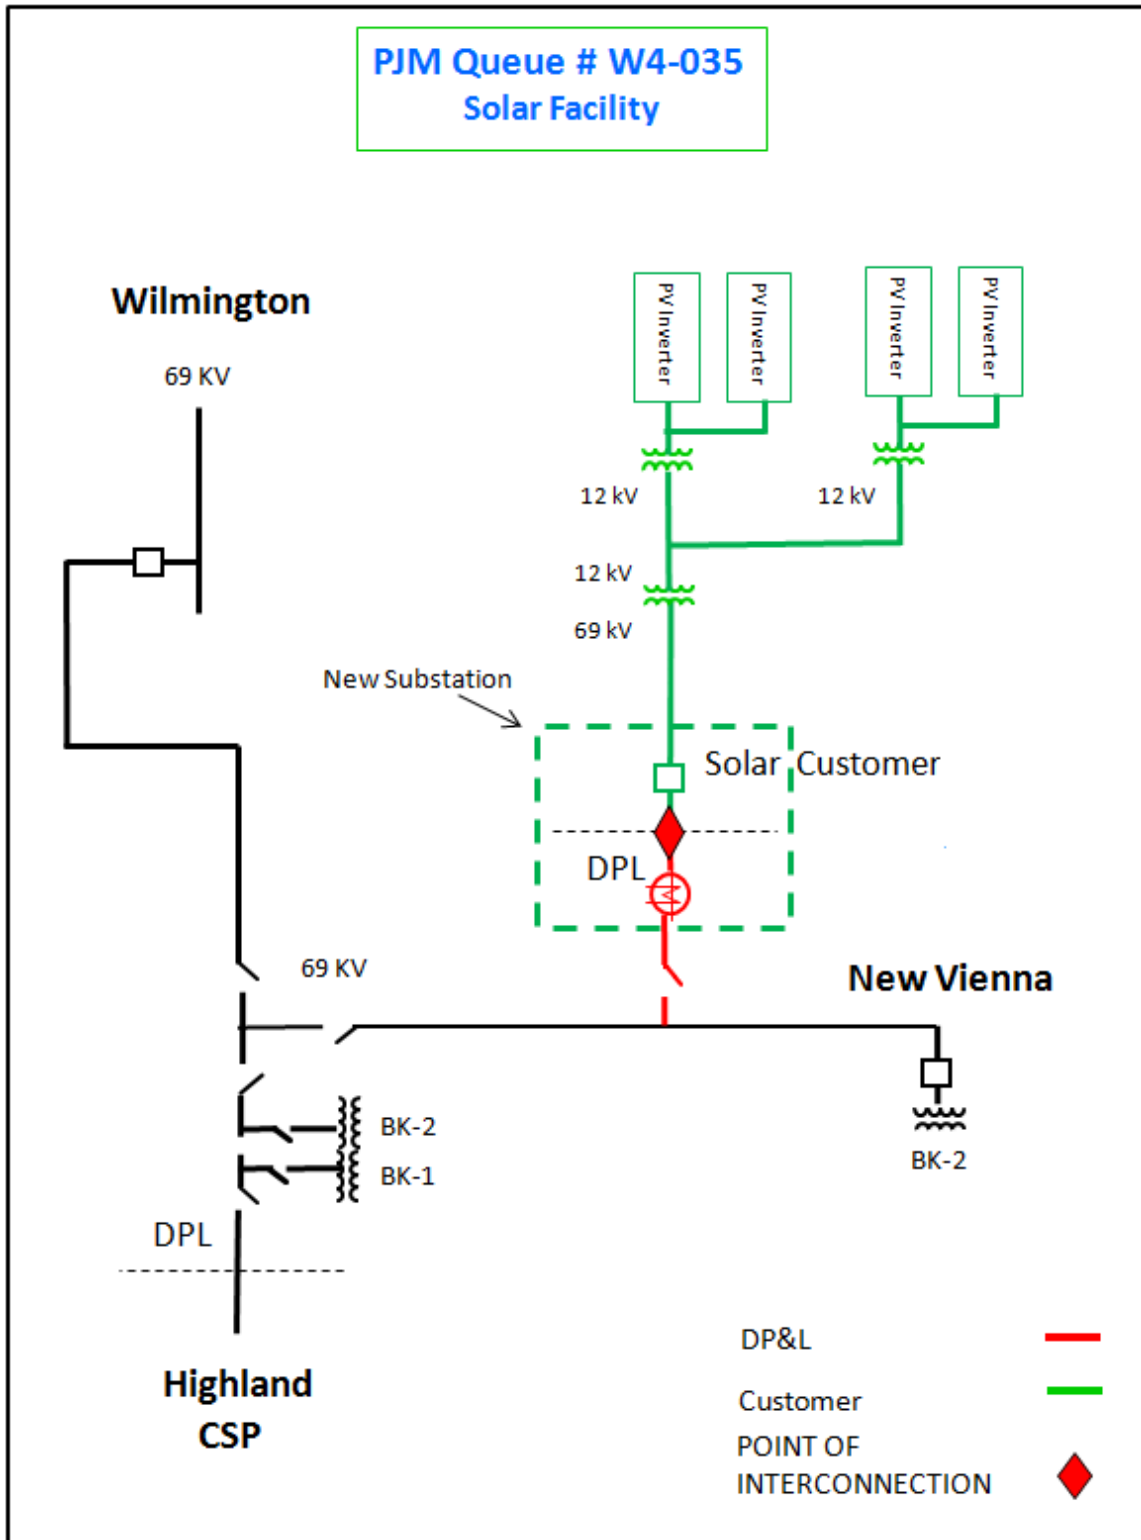 PJM Queue # W4-035
Solar Facility
Wilmington
69 KV
PV Inverter
PV Inverter
PV Inverter
PV Inverter
12 kV
12 kV
12 kV
69 kV
New Substation
Solar Customer
DPL
M
69 KV
New Vienna
BK-2
BK-1
BK-2
DPL
Highland
CSP
DP&L
Customer
POINT OF
INTERCONNECTION